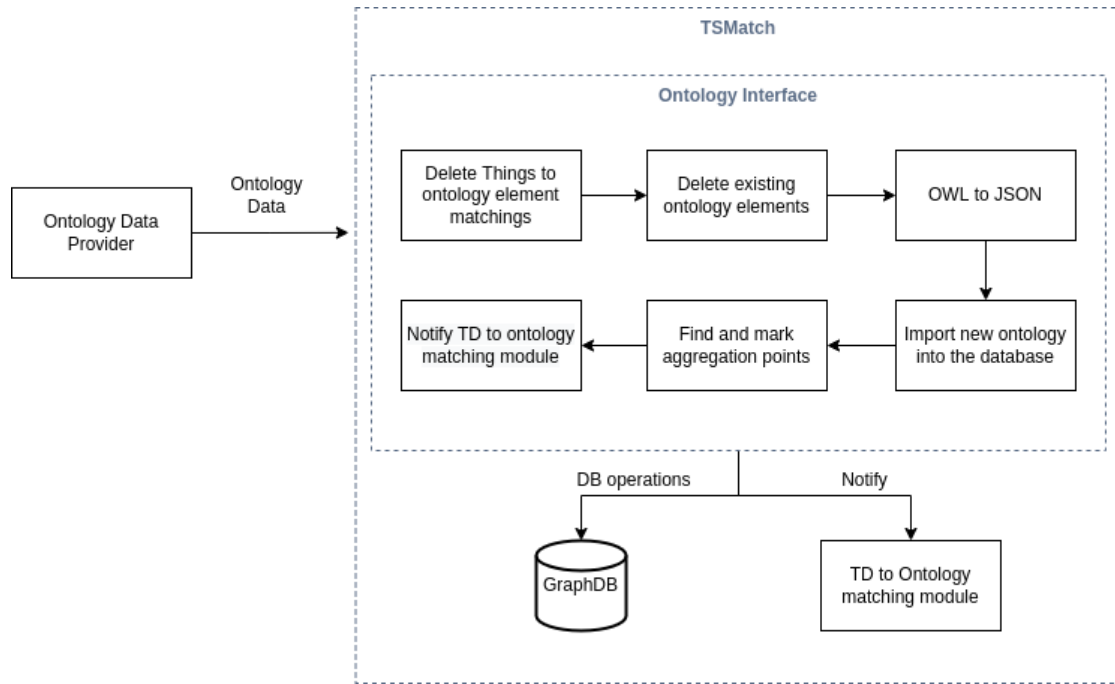 TSMatch
Ontology Interface
Ontology Data
Provider
Ontology
Data
Delete Things to
ontology element
matchings
Delete existing
ontology elements
OWL to JSON
Notify TD to ontology
matching module
Find and mark
aggregation points
Import new ontology
into the database
DB operations
Notify
GraphDB
TD to Ontology
matching module